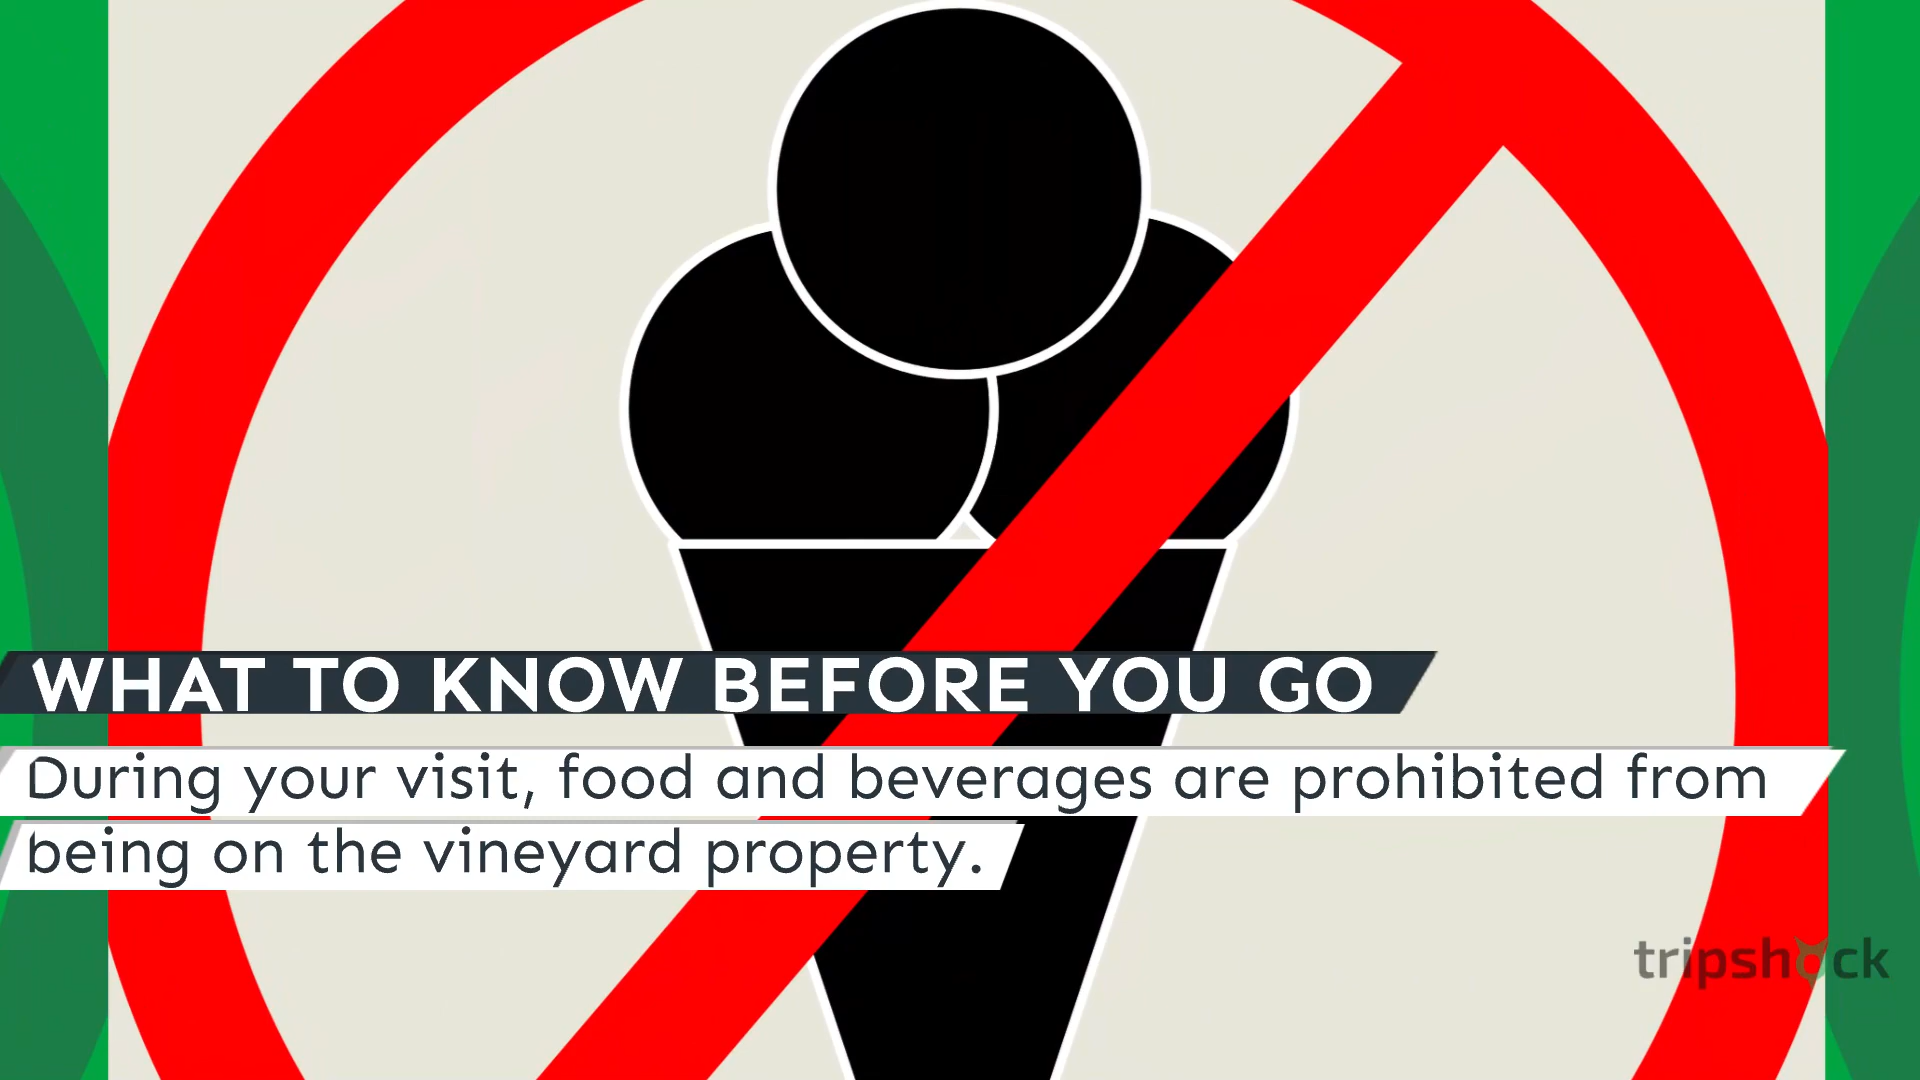 WHAT TO KNOW BEFORE YOU GO
During your visit, food and beverages are prohibited from
being on the vineyard property.
tripshock